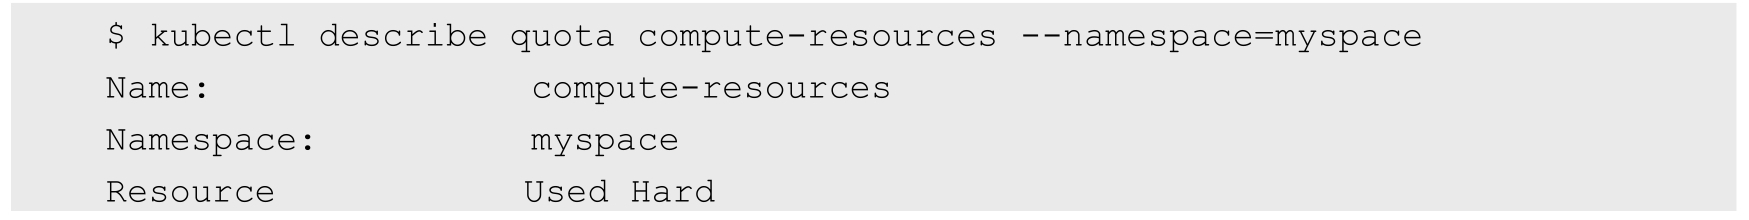 $ kubectl describe quota compute-resources --namespace=myspace
Name:               compute-resources
Namespace:          myspace
Resource            Used Hard